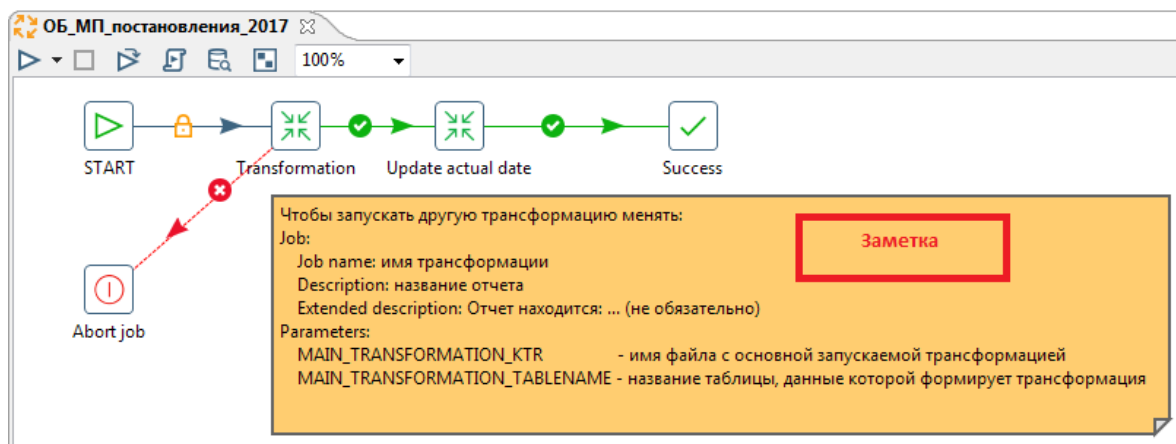 ОБ_МП_постановления_2017
100%
START
Transformation
Update actual date
Success
Abort job
Чтобы запускать другую трансформацию менять:
Job:
Job name: имя трансформации
Description: название отчета
Extended description: Отчет находится: ... (не обязательно)
Parameters:
MAIN_TRANSFORMATION_KTR - имя файла с основной запускаемой трансформацией
MAIN_TRANSFORMATION_TABLENAME - название таблицы, данные которой формирует трансформация
Заметка